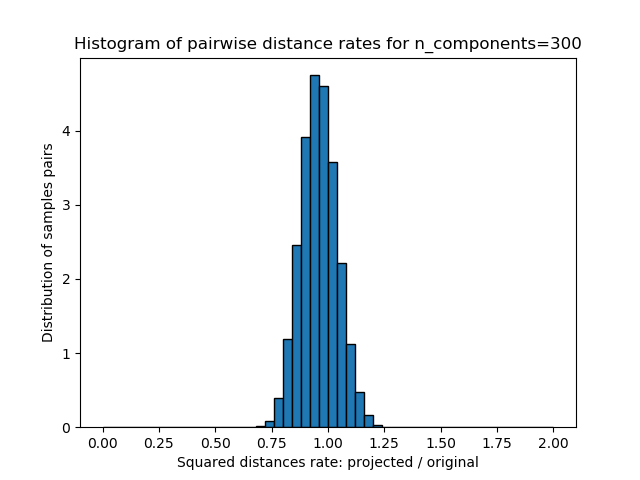 Histogram of pairwise distance rates for n_components=300
Distribution of samples pairs
4
3
2
1
0
0.00 0.25 0.50 0.75 1.00 1.25 1.50 1.75 2.00
Squared distances rate: projected / original